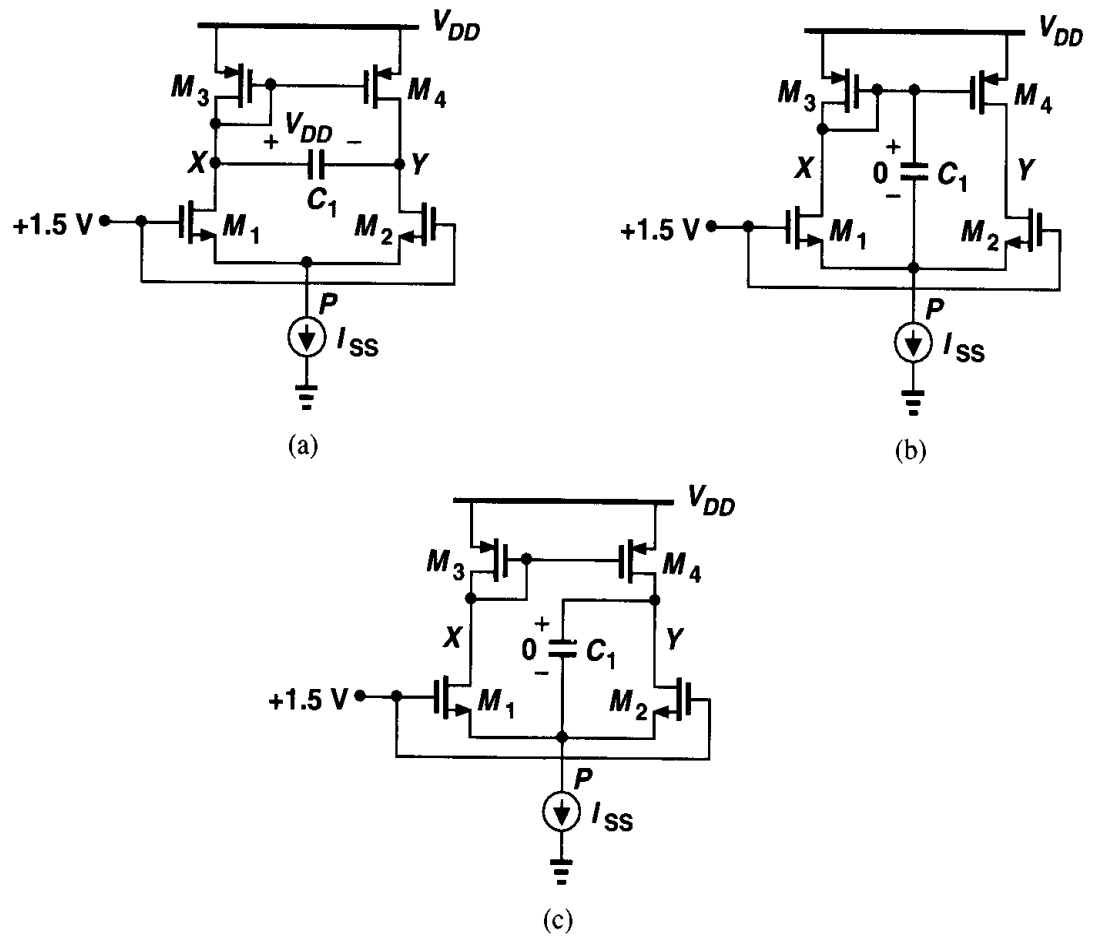 V_DD
M_3
M_4
+ V_DD −
X
Y
C_1
+1.5 V
M_1
M_2
P
I_SS
(a)
V_DD
M_3
M_4
+
X
0
C_1
Y
−
+1.5 V
M_1
M_2
P
I_SS
(b)
V_DD
M_3
M_4
+
X
0
C_1
Y
−
+1.5 V
M_1
M_2
P
I_SS
(c)